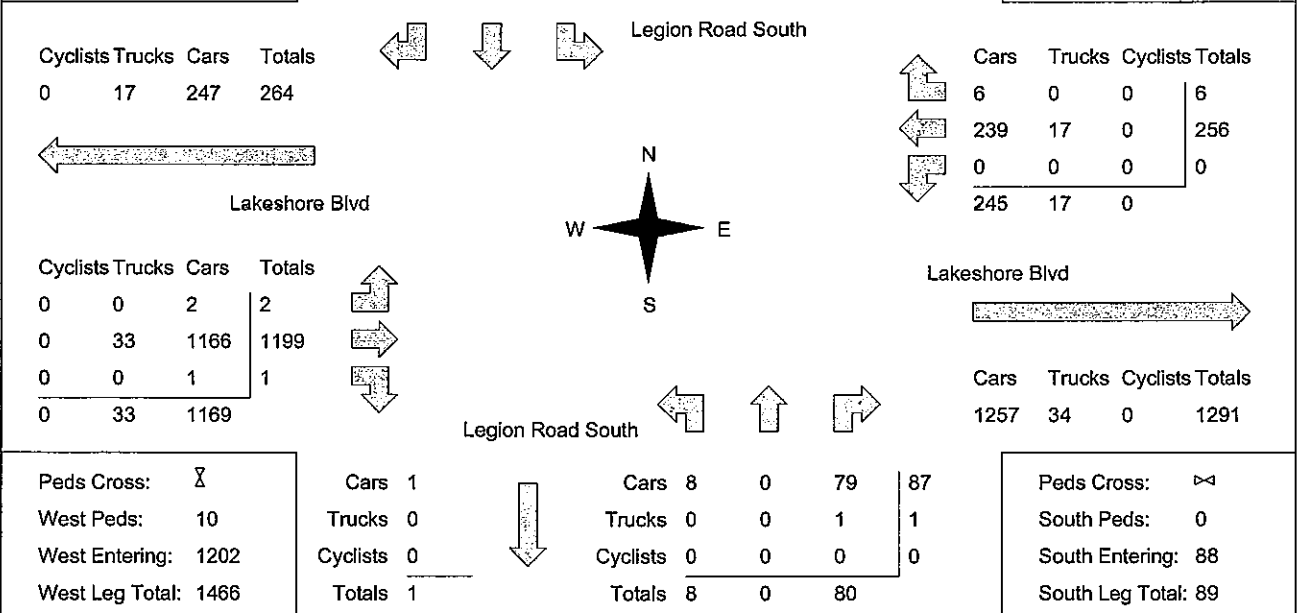 Legion Road South
Cyclists Trucks Cars Totals
0 17 247 264
Cars Trucks Cyclists Totals
6 0 0 6
239 17 0 256
0 0 0 0
245 17 0
Lakeshore Blvd
N
W E
S
Cyclists Trucks Cars Totals
0 0 2 2
0 33 1166 1199
0 0 1 1
0 33 1169
Lakeshore Blvd
Cars Trucks Cyclists Totals
1257 34 0 1291
Legion Road South
Peds Cross:
West Peds: 10
West Entering: 1202
West Leg Total: 1466
Cars 1
Trucks 0
Cyclists 0
Totals 1
Cars 8 0 79 87
Trucks 0 0 1 1
Cyclists 0 0 0 0
Totals 8 0 80
Peds Cross:
South Peds: 0
South Entering: 88
South Leg Total: 89